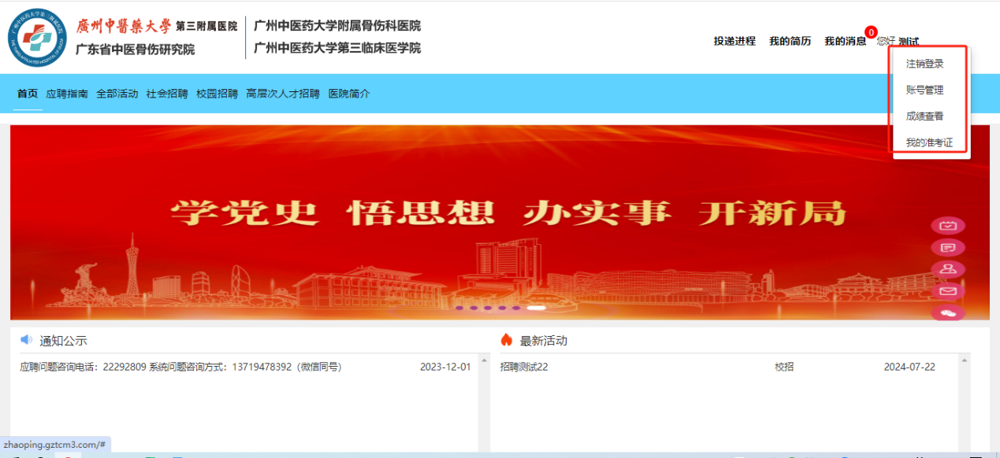 廣州中醫藥大學 第三附属医院
广东省中医骨伤研究院
广州中医药大学附属骨伤科医院
广州中医药大学第三临床医学院
投递进程 我的简历 我的消息 0 您好 测试
注销登录
账号管理
成绩查看
我的准考证
首页 应聘指南 全部活动 社会招聘 校园招聘 高层次人才招聘 医院简介
学党史 悟思想 办实事 开新局
通知公示
应聘问题咨询电话：22292809 系统问题咨询方式：13719478392（微信同号） 2023-12-01
最新活动
招聘测试22 校招 2024-07-22
zhaoping.gztcm3.com/#